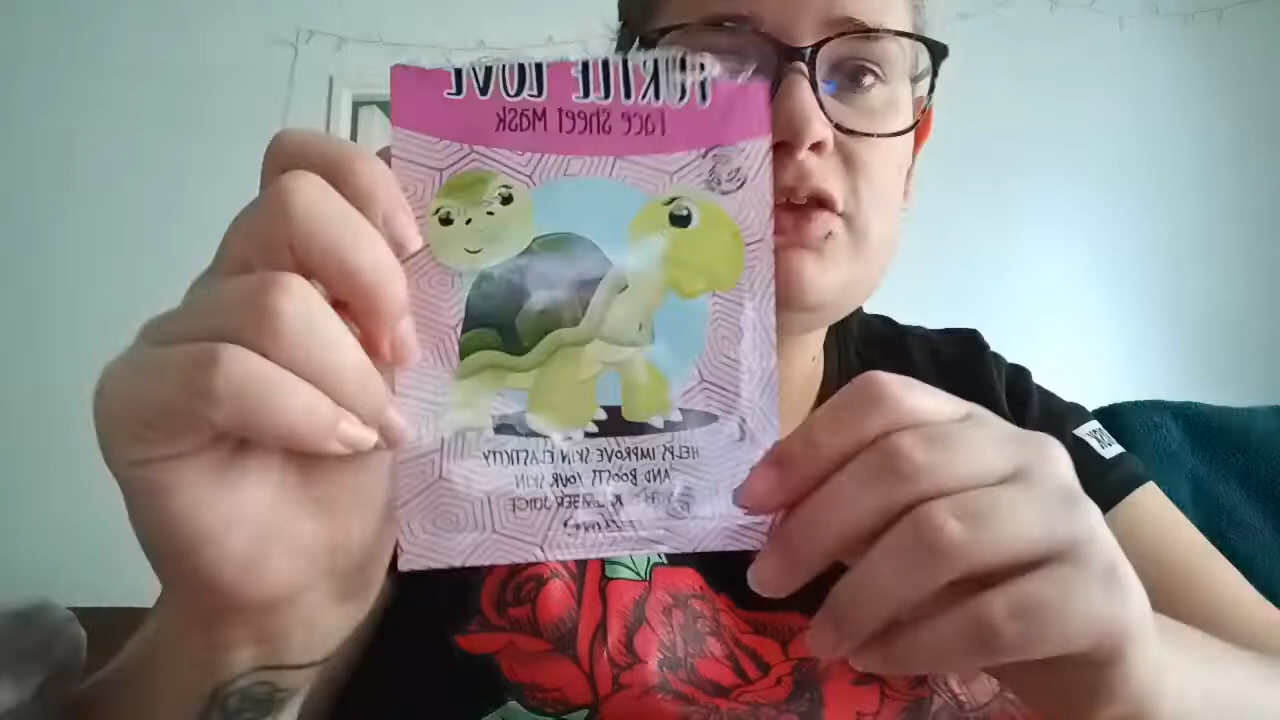 TURTLE LOVE
Face Sheet Mask
HELPS IMPROVE SKIN ELASTICITY
AND BOOSTS YOUR SKIN
JUICE